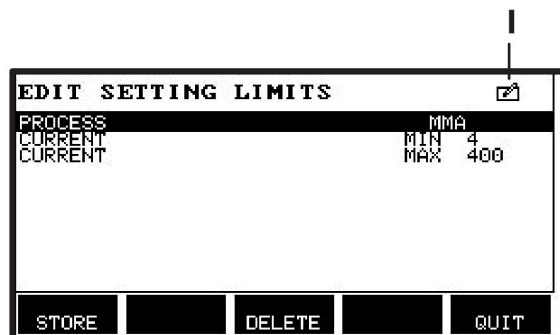 I
EDIT SETTING LIMITS
PROCESS MMA
CURRENT MIN 4
CURRENT MAX 400
STORE DELETE QUIT